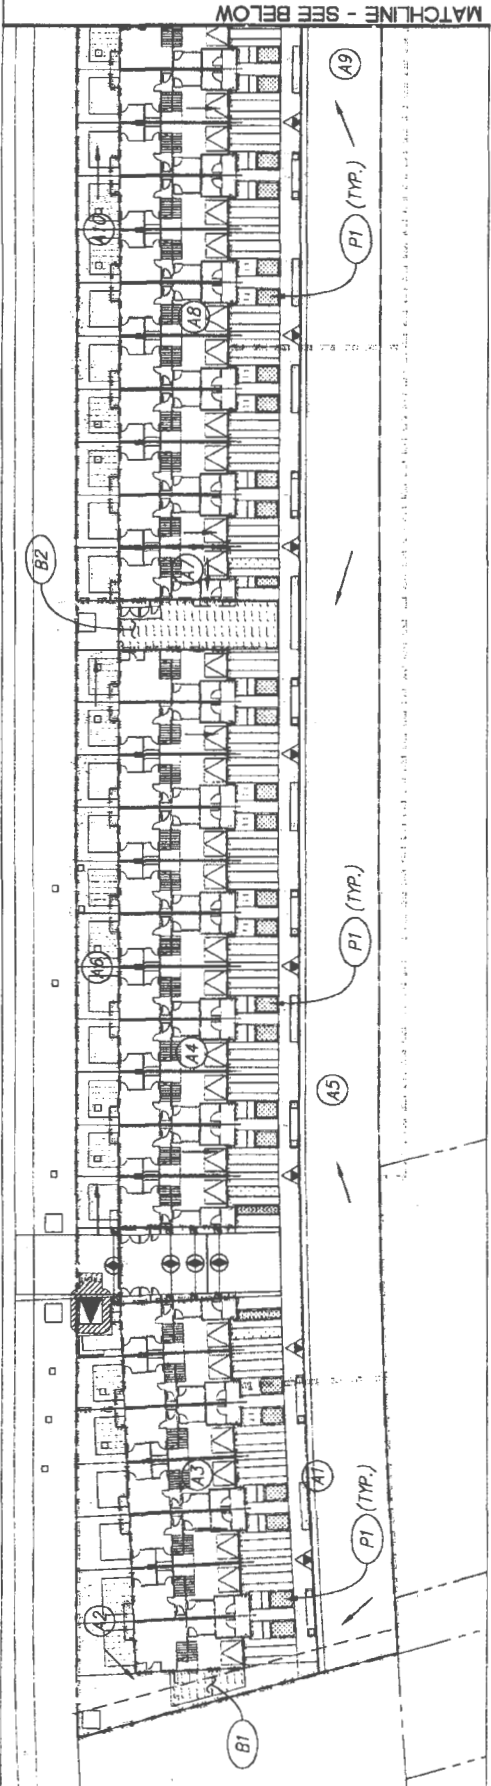 MATCHLINE - SEE BELOW
A9
P1 (TYP.)
A10
A8
B2
A7
P1 (TYP.)
A6
A4
A5
A3
A1
P1 (TYP.)
A2
B1